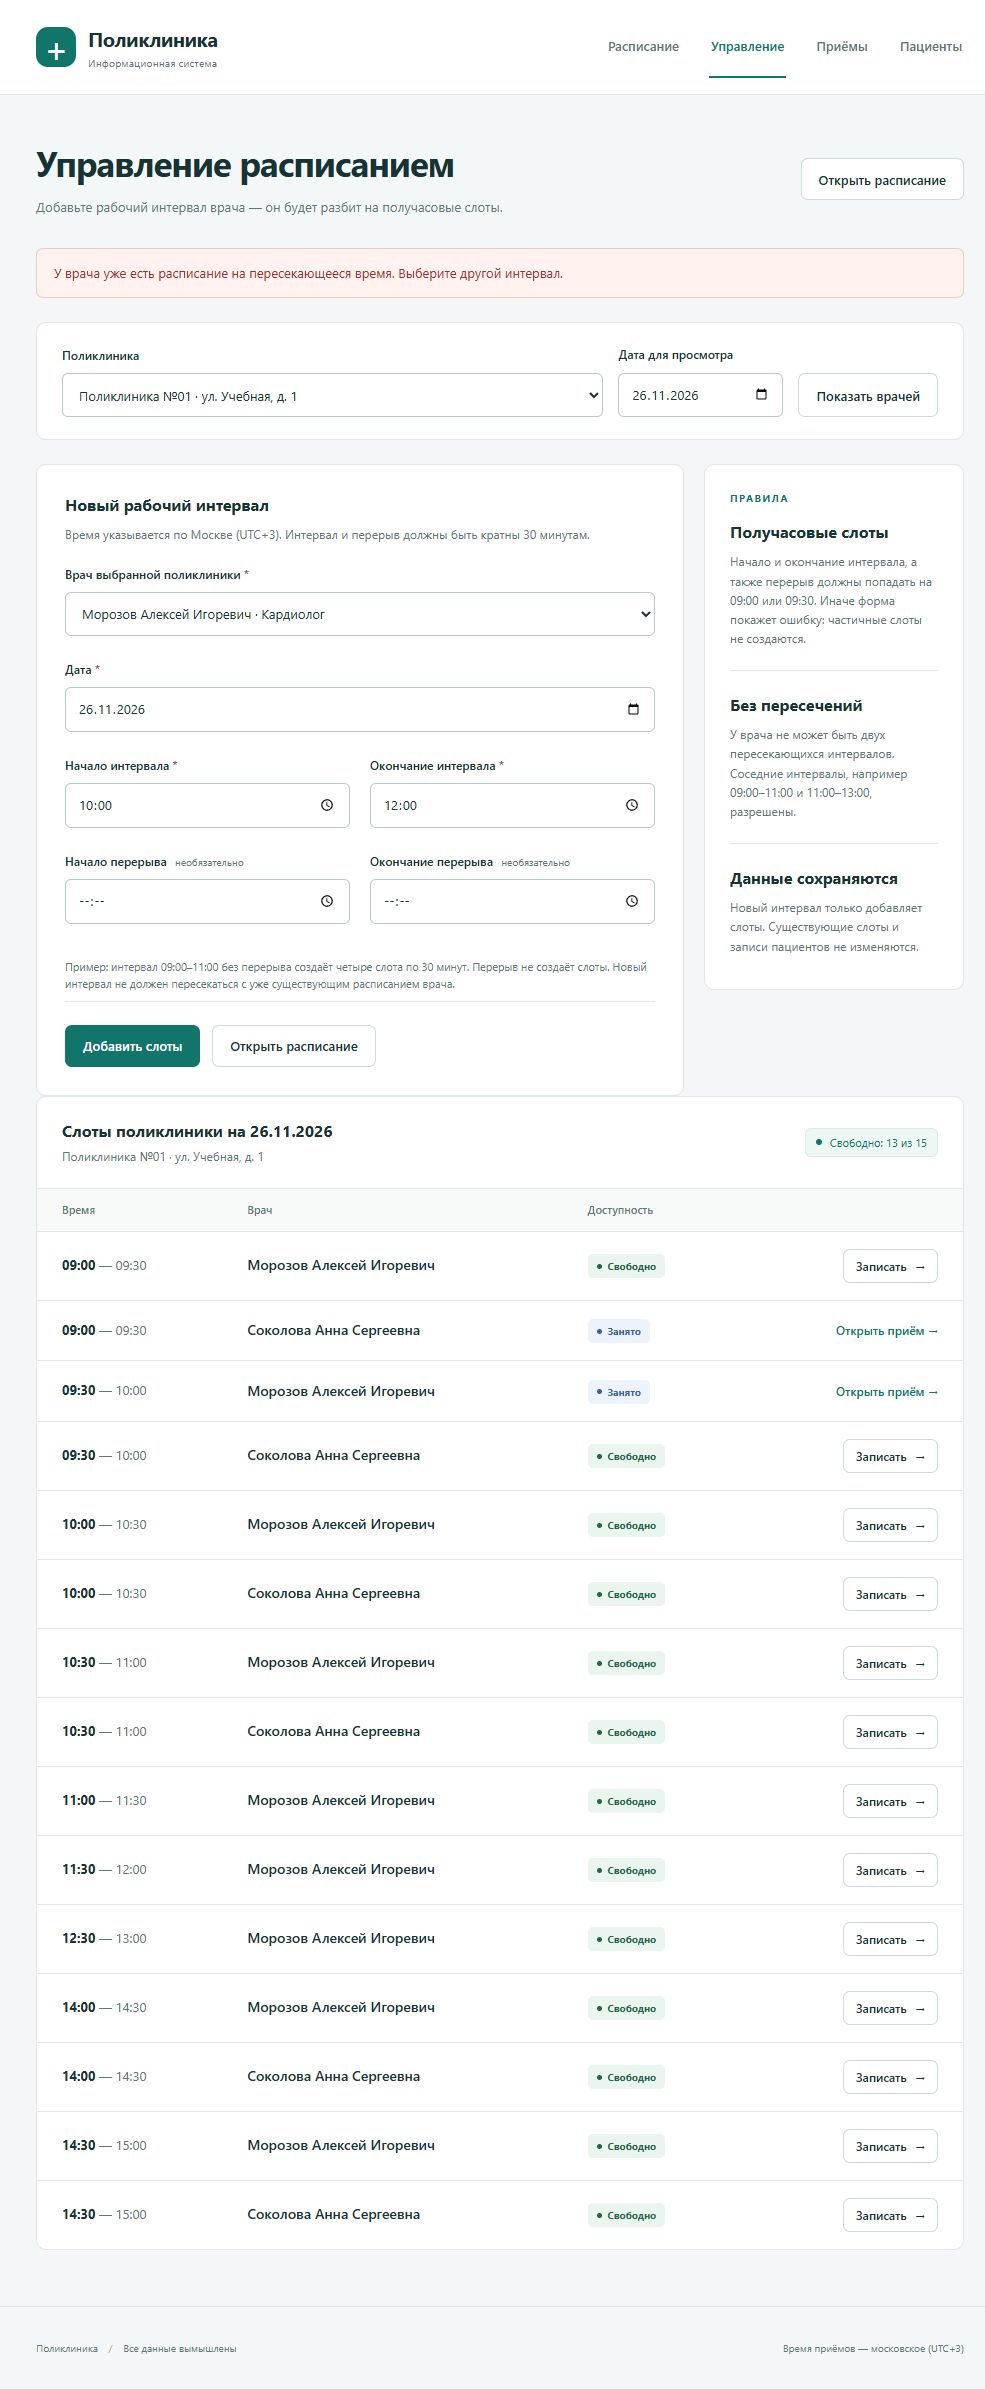 Поликлиника
Информационная система
Расписание Управление Приёмы Пациенты
Управление расписанием
Добавьте рабочий интервал врача — он будет разбит на получасовые слоты.
Открыть расписание
У врача уже есть расписание на пересекающееся время. Выберите другой интервал.
Поликлиника
Поликлиника №01 · ул. Учебная, д. 1
Дата для просмотра
26.11.2026
Показать врачей
Новый рабочий интервал
Время указывается по Москве (UTC+3). Интервал и перерыв должны быть кратны 30 минутам.
Врач выбранной поликлиники *
Морозов Алексей Игоревич · Кардиолог
Дата *
26.11.2026
Начало интервала *
10:00
Окончание интервала *
12:00
Начало перерыва необязательно
--:--
Окончание перерыва необязательно
--:--
Пример: интервал 09:00–11:00 без перерыва создаёт четыре слота по 30 минут. Перерыв не создаёт слоты. Новый
интервал не должен пересекаться с уже существующим расписанием врача.
Добавить слоты
Открыть расписание
ПРАВИЛА
Получасовые слоты
Начало и окончание интервала, а
также перерыв должны попадать на
09:00 или 09:30. Иначе форма
покажет ошибку: частичные слоты
не создаются.
Без пересечений
У врача не может быть двух
пересекающихся интервалов.
Соседние интервалы, например
09:00–11:00 и 11:00–13:00,
разрешены.
Данные сохраняются
Новый интервал только добавляет
слоты. Существующие слоты и
записи пациентов не изменяются.
Слоты поликлиники на 26.11.2026
Поликлиника №01 · ул. Учебная, д. 1
Свободно: 13 из 15
Время Врач Доступность
09:00 — 09:30 Морозов Алексей Игоревич Свободно Записать →
09:00 — 09:30 Соколова Анна Сергеевна Занято Открыть приём →
09:30 — 10:00 Морозов Алексей Игоревич Занято Открыть приём →
09:30 — 10:00 Соколова Анна Сергеевна Свободно Записать →
10:00 — 10:30 Морозов Алексей Игоревич Свободно Записать →
10:00 — 10:30 Соколова Анна Сергеевна Свободно Записать →
10:30 — 11:00 Морозов Алексей Игоревич Свободно Записать →
10:30 — 11:00 Соколова Анна Сергеевна Свободно Записать →
11:00 — 11:30 Морозов Алексей Игоревич Свободно Записать →
11:30 — 12:00 Морозов Алексей Игоревич Свободно Записать →
12:30 — 13:00 Морозов Алексей Игоревич Свободно Записать →
14:00 — 14:30 Морозов Алексей Игоревич Свободно Записать →
14:00 — 14:30 Соколова Анна Сергеевна Свободно Записать →
14:30 — 15:00 Морозов Алексей Игоревич Свободно Записать →
14:30 — 15:00 Соколова Анна Сергеевна Свободно Записать →
Поликлиника / Все данные вымышлены
Время приёмов — московское (UTC+3)